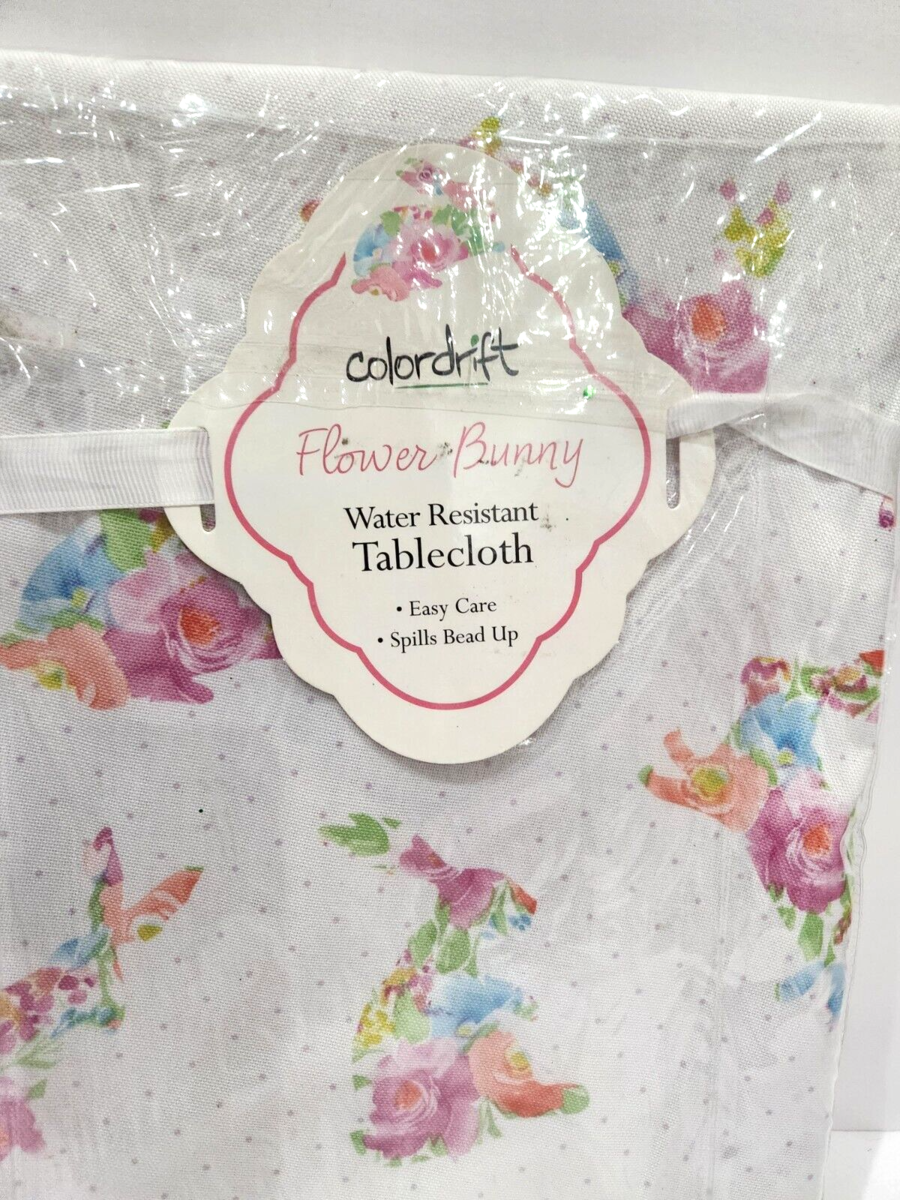 colordrift
Flower Bunny
Water Resistant
Tablecloth
• Easy Care
• Spills Bead Up